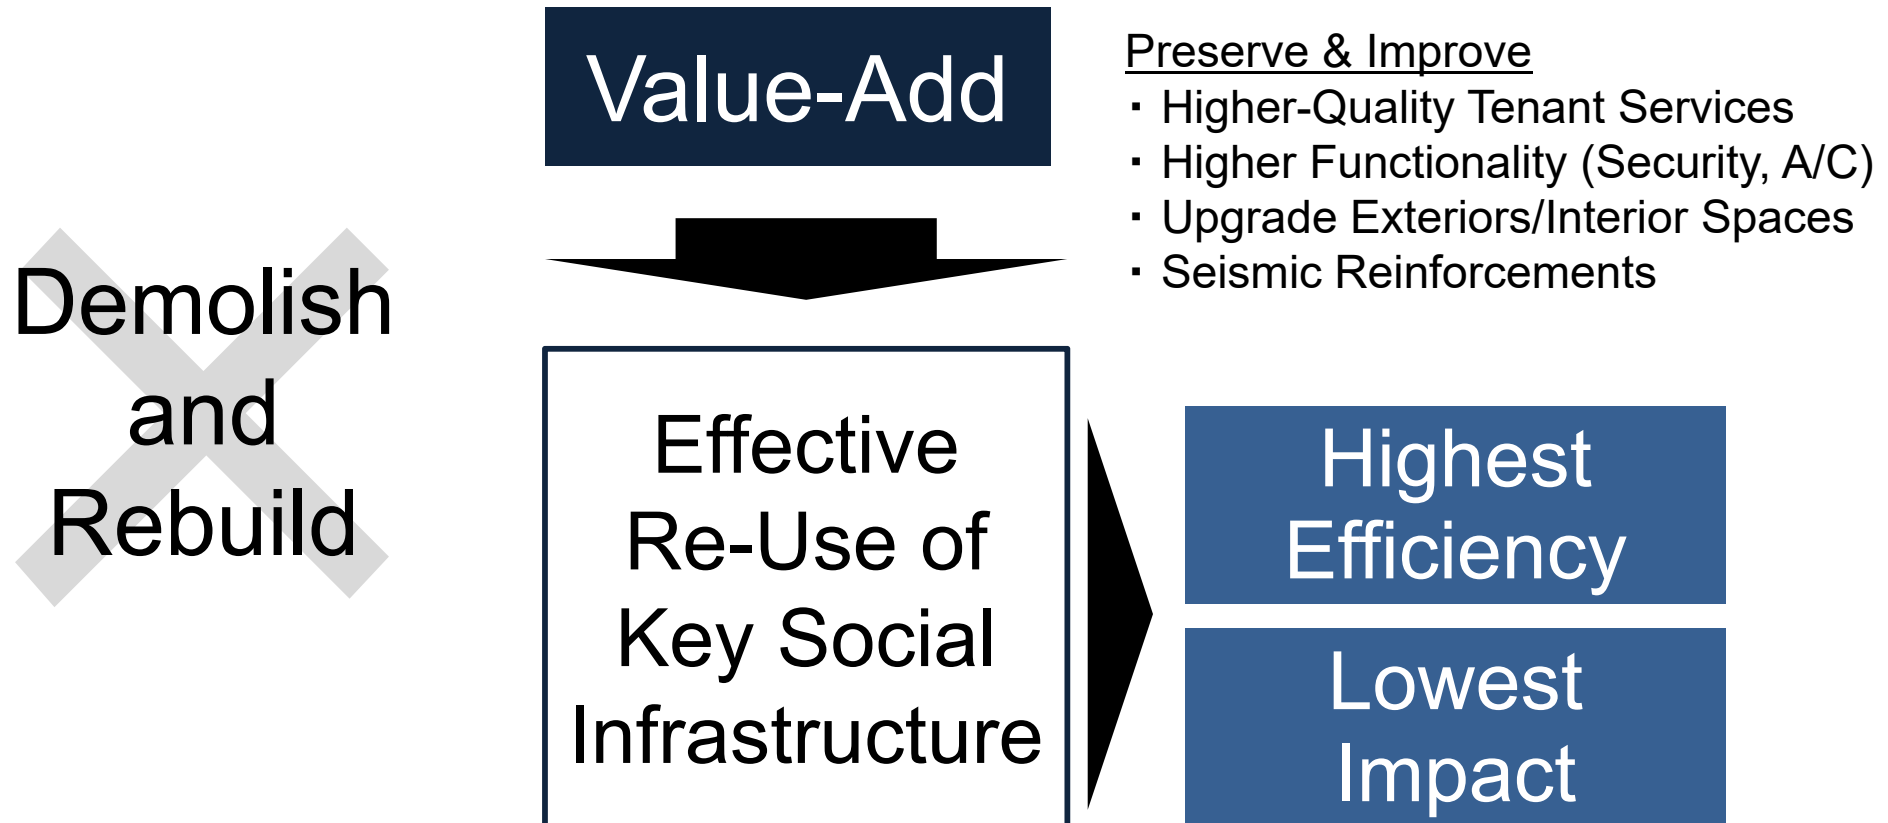 Value-Add
Preserve & Improve
・Higher-Quality Tenant Services
・Higher Functionality (Security, A/C)
・Upgrade Exteriors/Interior Spaces
・Seismic Reinforcements
Demolish
and
Rebuild
Effective
Re-Use of
Key Social
Infrastructure
Highest
Efficiency
Lowest
Impact